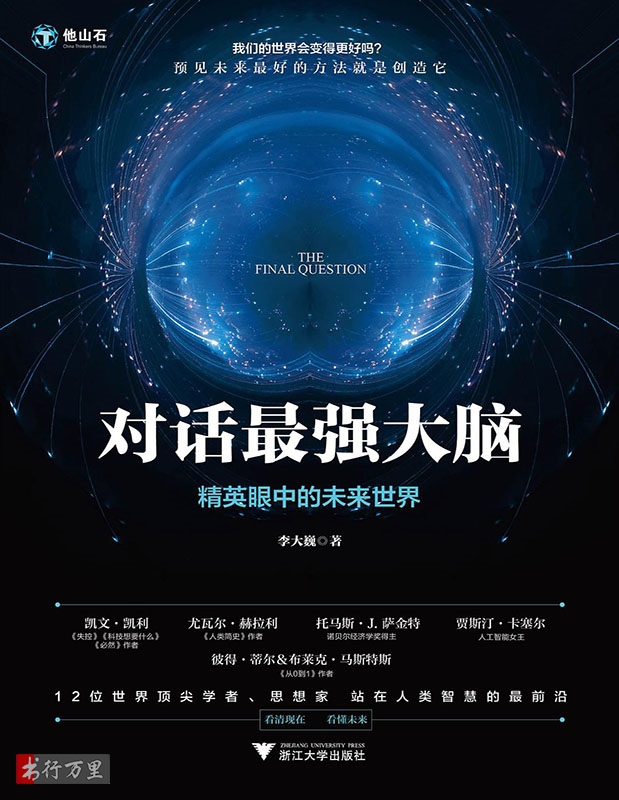 他山石
China Thinkers Bureau
我们的世界会变得更好吗?
预见未来最好的方法就是创造它
THE
FINAL QUESTION
对话最强大脑
精英眼中的未来世界
李大巍◎著
凯文·凯利
《失控》《科技想要什么》
《必然》作者
尤瓦尔·赫拉利
《人类简史》作者
托马斯·J. 萨金特
诺贝尔经济学奖得主
贾斯汀·卡塞尔
人工智能女王
彼得·蒂尔&布莱克·马斯特斯
《从0到1》作者
12位世界顶尖学者、思想家 站在人类智慧的最前沿
看清现在 看懂未来
ZHEJIANG UNIVERSITY PRESS
浙江大学出版社
书行万里